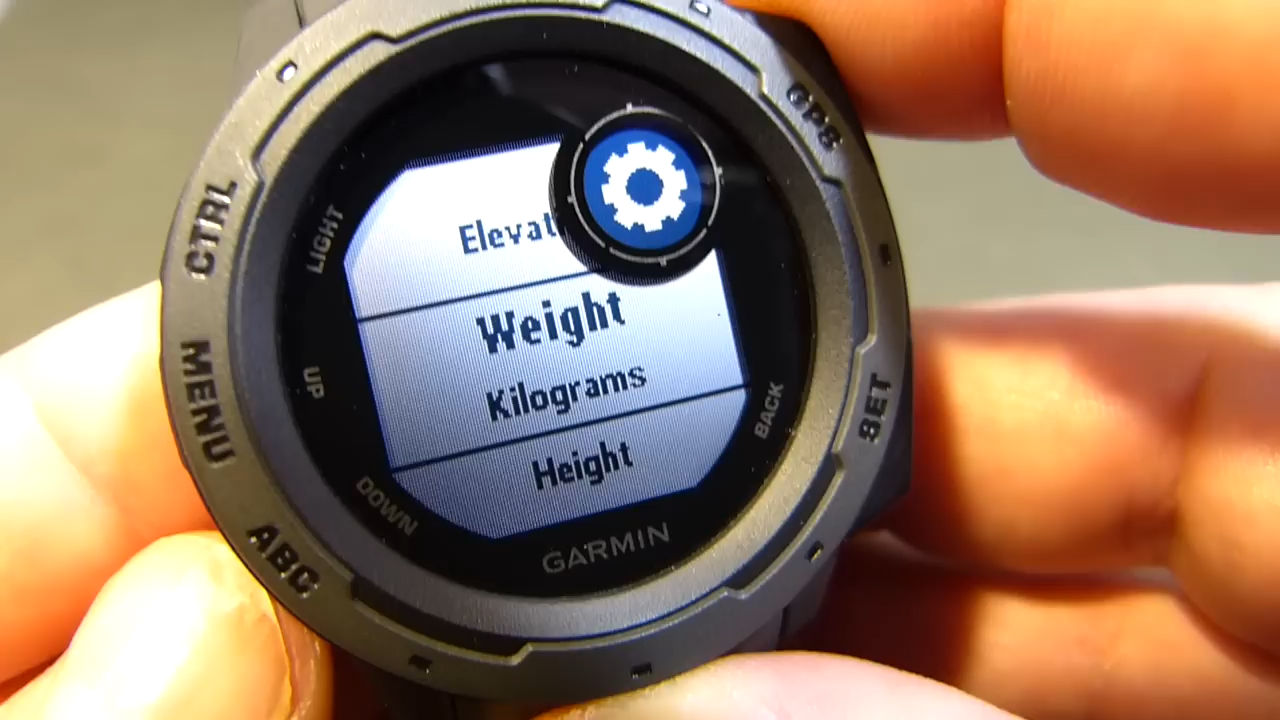 GPS
CTRL
LIGHT
Elevat
Weight
Kilograms
UP
MENU
BACK
SET
Height
DOWN
GARMIN
ABC